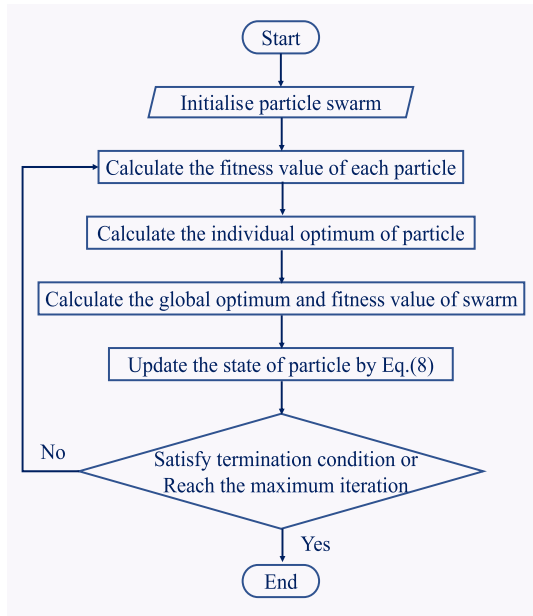 Start
Initialise particle swarm
Calculate the fitness value of each particle
Calculate the individual optimum of particle
Calculate the global optimum and fitness value of swarm
Update the state of particle by Eq.(8)
No
Satisfy termination condition or
Reach the maximum iteration
Yes
End